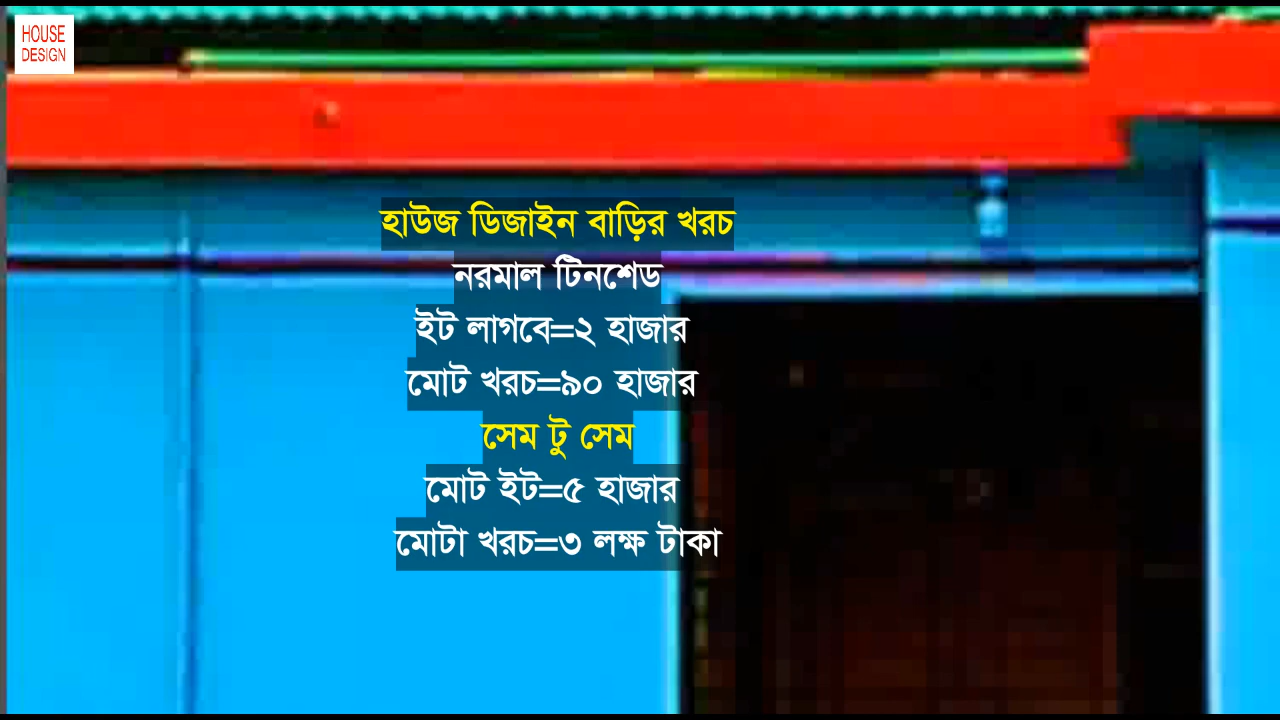 HOUSE
DESIGN
হাউজ ডিজাইন বাড়ির খরচ
নরমাল টিনশেড
ইট লাগবে=২ হাজার
মোট খরচ=৯০ হাজার
সেম টু সেম
মোট ইট=৫ হাজার
মোটা খরচ=৩ লক্ষ টাকা